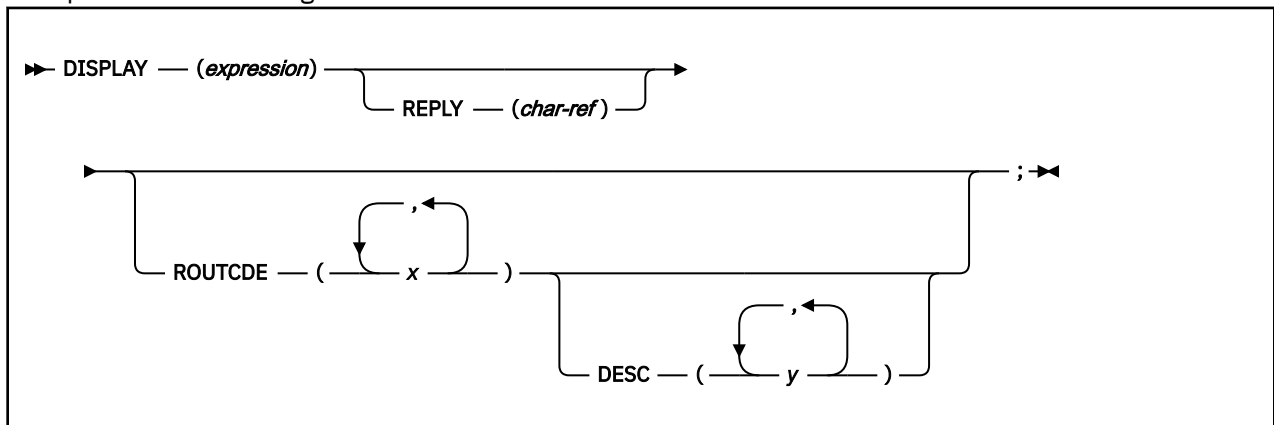 DISPLAY (expression)
REPLY (char-ref)
;
,
ROUTCDE ( x )
,
DESC ( y )